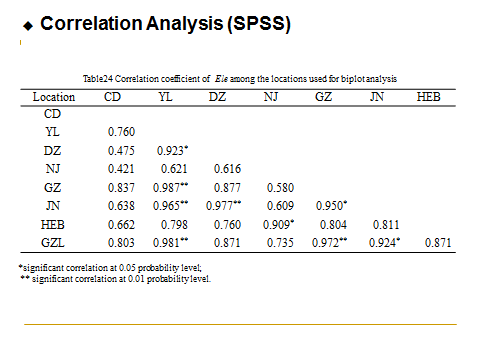 Correlation Analysis (SPSS)
Table24 Correlation coefficient of Eie among the locations used for biplot analysis
Location CD YL DZ NJ GZ JN HEB
CD
YL 0.760
DZ 0.475 0.923*
NJ 0.421 0.621 0.616
GZ 0.837 0.987** 0.877 0.580
JN 0.638 0.965** 0.977** 0.609 0.950*
HEB 0.662 0.798 0.760 0.909* 0.804 0.811
GZL 0.803 0.981** 0.871 0.735 0.972** 0.924* 0.871
*significant correlation at 0.05 probability level;
** significant correlation at 0.01 probability level.